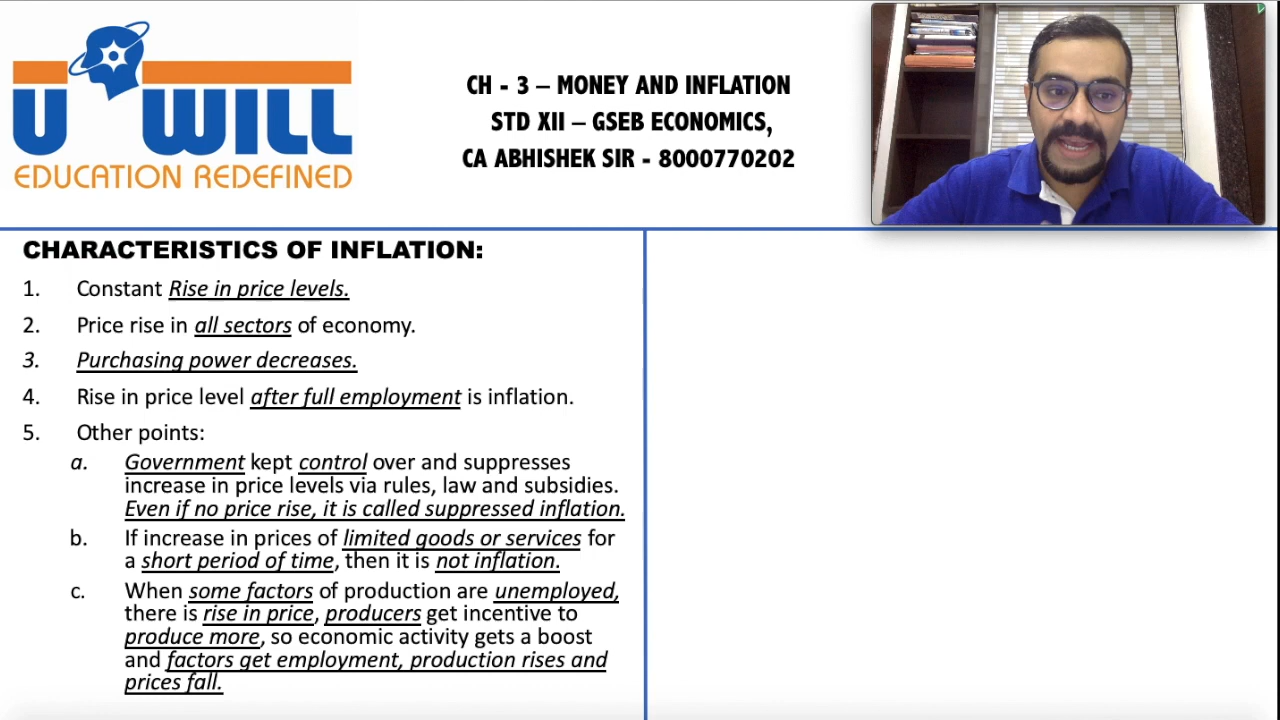 U WILL
EDUCATION REDEFINED
CH - 3 – MONEY AND INFLATION
STD XII – GSEB ECONOMICS,
CA ABHISHEK SIR - 8000770202
CHARACTERISTICS OF INFLATION:
1. Constant Rise in price levels.
2. Price rise in all sectors of economy.
3. Purchasing power decreases.
4. Rise in price level after full employment is inflation.
5. Other points:
a. Government kept control over and suppresses
increase in price levels via rules, law and subsidies.
Even if no price rise, it is called suppressed inflation.
b. If increase in prices of limited goods or services for
a short period of time, then it is not inflation.
c. When some factors of production are unemployed,
there is rise in price, producers get incentive to
produce more, so economic activity gets a boost
and factors get employment, production rises and
prices fall.